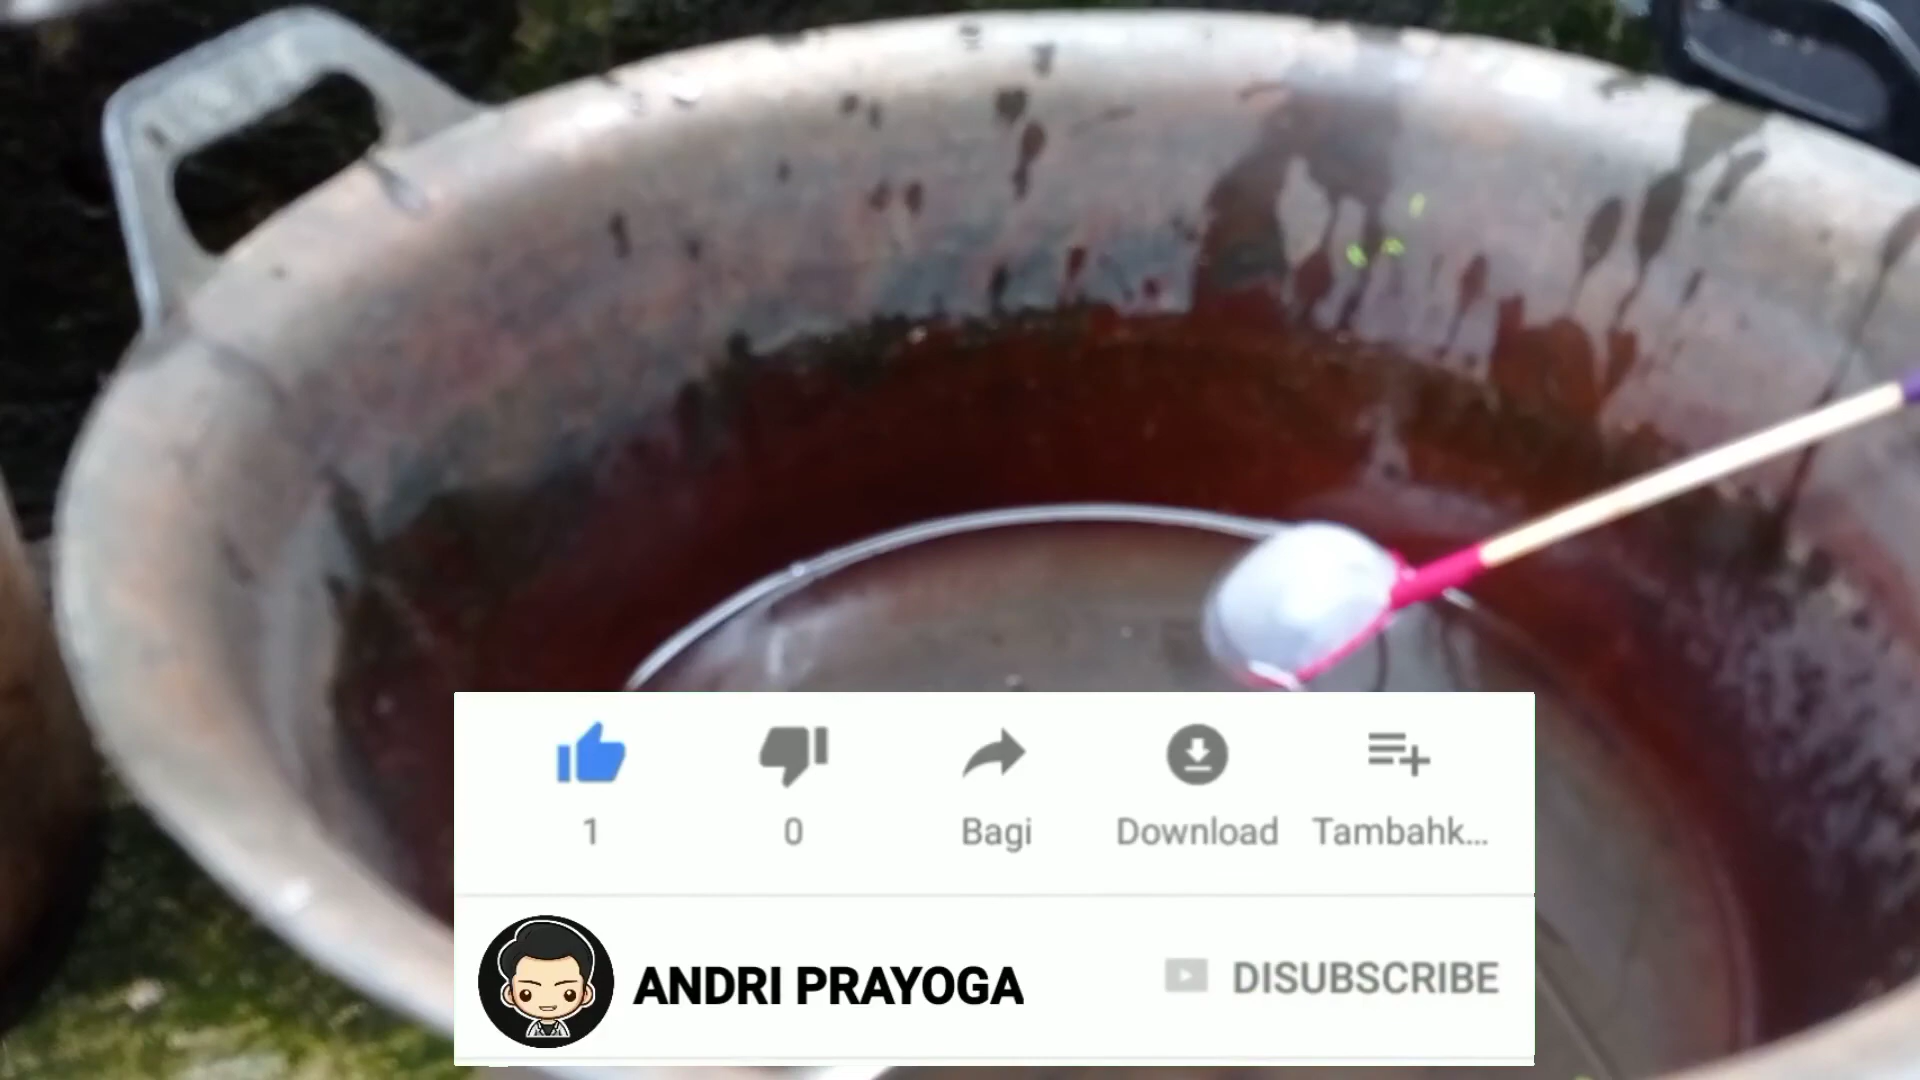 1
0
Bagi
Download
Tambahk...
ANDRI PRAYOGA
DISUBSCRIBE